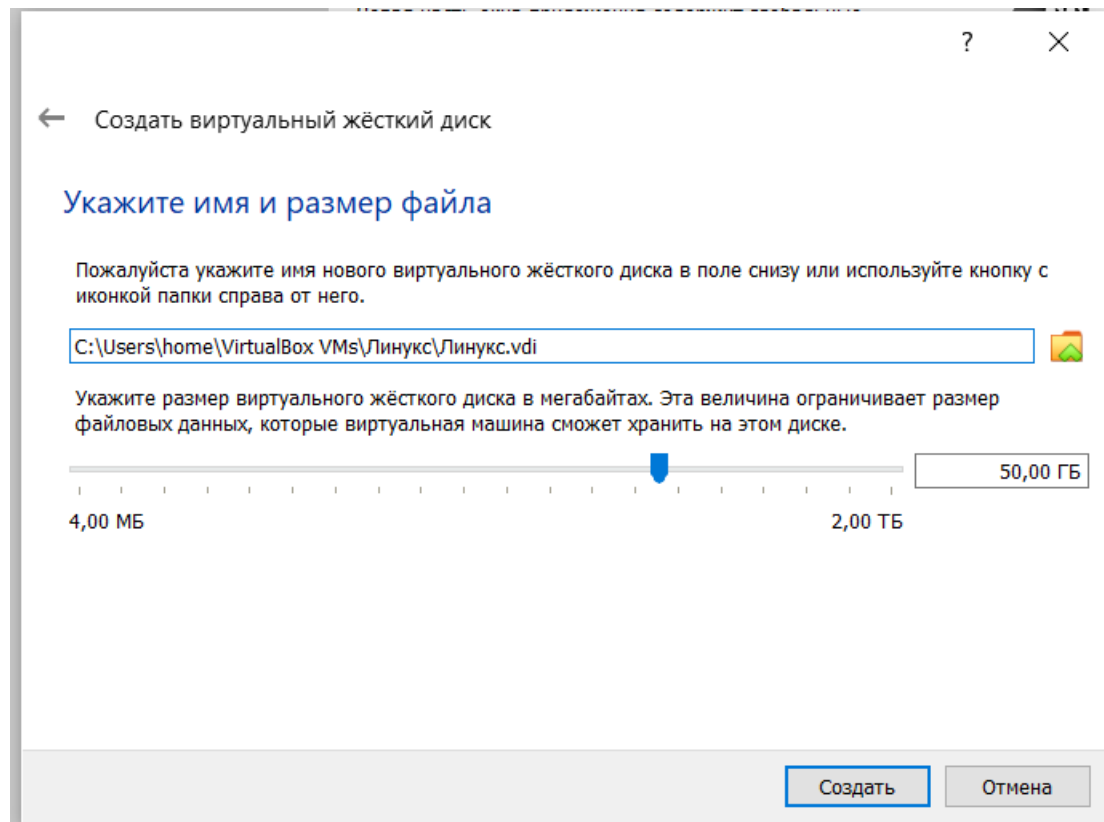 ?
Создать виртуальный жёсткий диск
Укажите имя и размер файла
Пожалуйста укажите имя нового виртуального жёсткого диска в поле снизу или используйте кнопку с
иконкой папки справа от него.
C:\Users\home\VirtualBox VMs\Линукс\Линукс.vdi
Укажите размер виртуального жёсткого диска в мегабайтах. Эта величина ограничивает размер
файловых данных, которые виртуальная машина сможет хранить на этом диске.
50,00 ГБ
4,00 МБ 2,00 ТБ
Создать Отмена